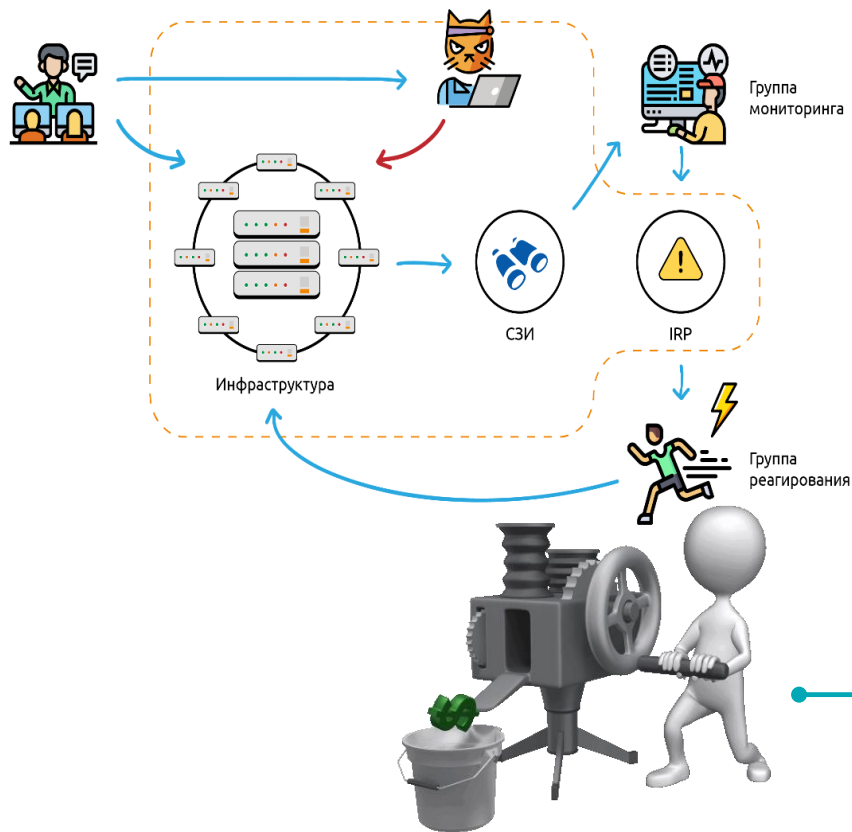 Группа
мониторинга
СЗИ
IRP
Инфраструктура
Группа
реагирования